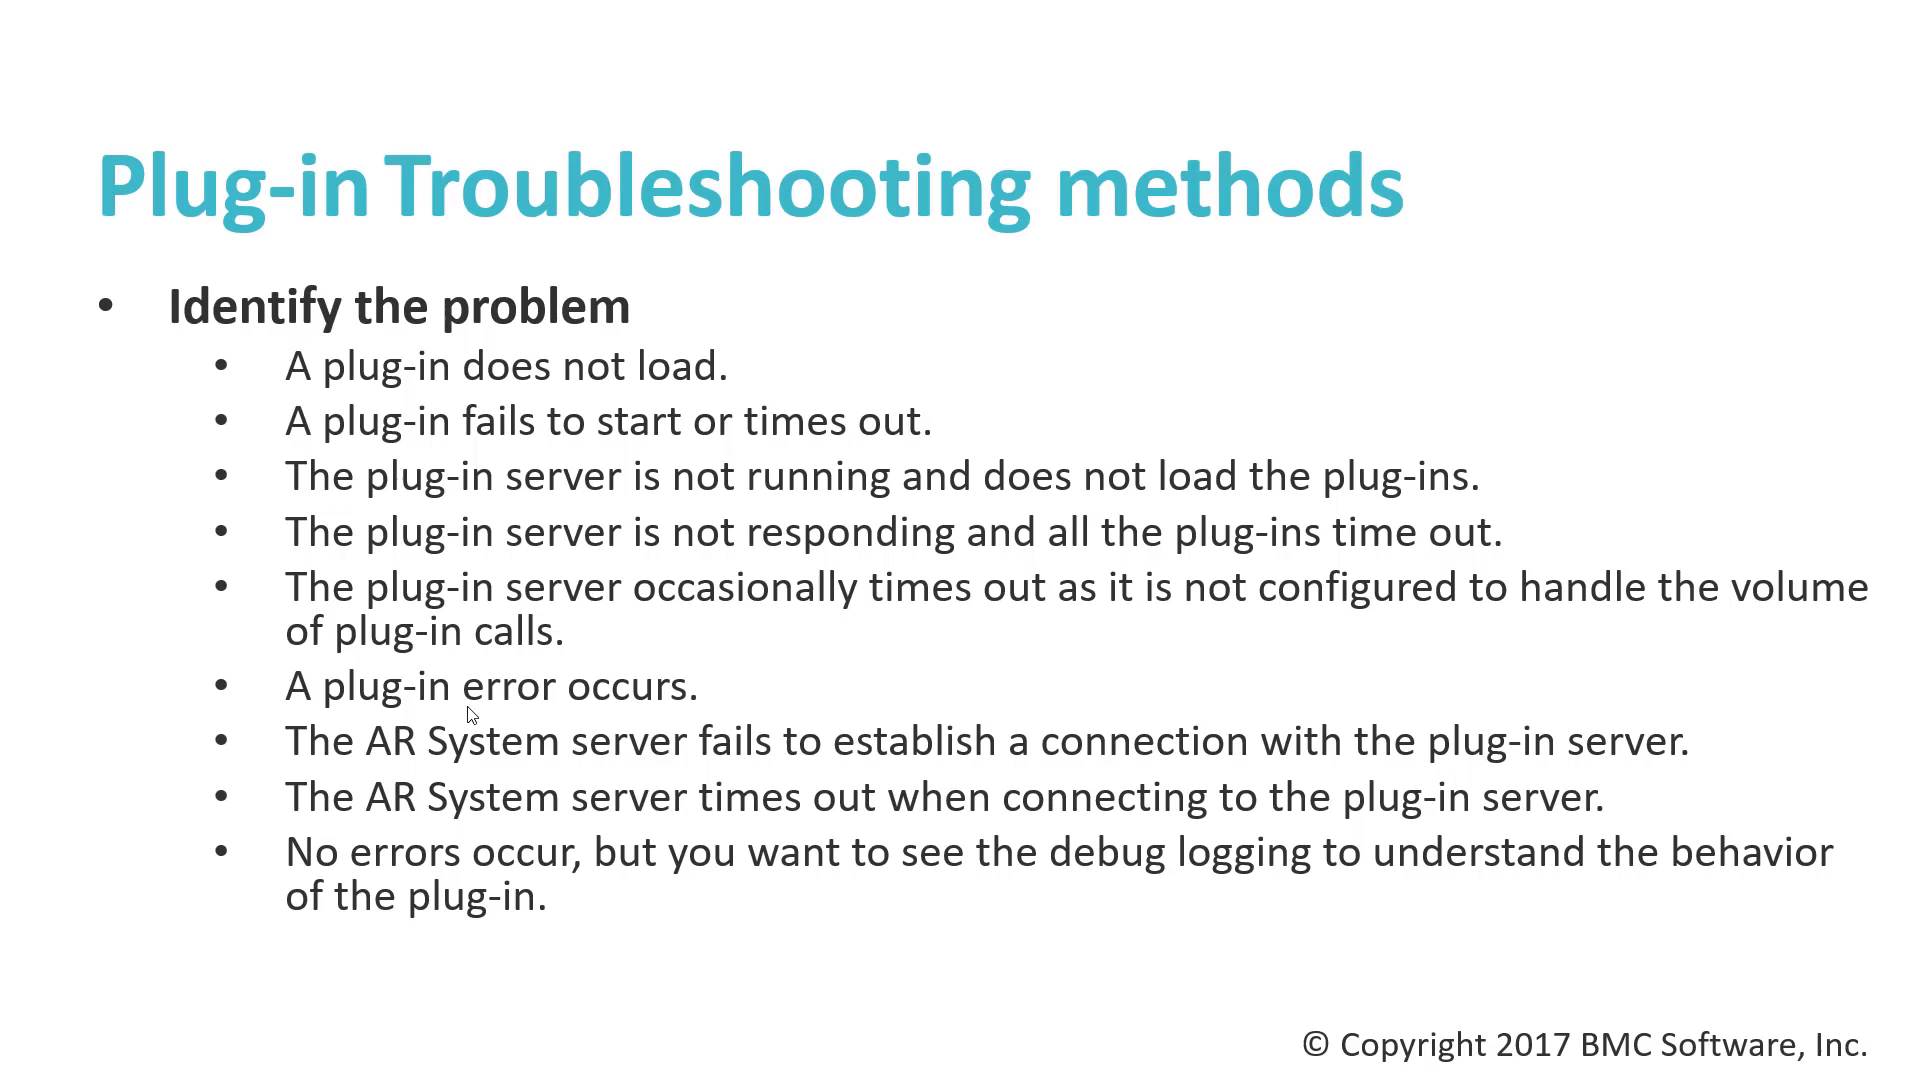 Plug-in Troubleshooting methods
• Identify the problem
• A plug-in does not load.
• A plug-in fails to start or times out.
• The plug-in server is not running and does not load the plug-ins.
• The plug-in server is not responding and all the plug-ins time out.
• The plug-in server occasionally times out as it is not configured to handle the volume
of plug-in calls.
• A plug-in error occurs.
• The AR System server fails to establish a connection with the plug-in server.
• The AR System server times out when connecting to the plug-in server.
• No errors occur, but you want to see the debug logging to understand the behavior
of the plug-in.
© Copyright 2017 BMC Software, Inc.